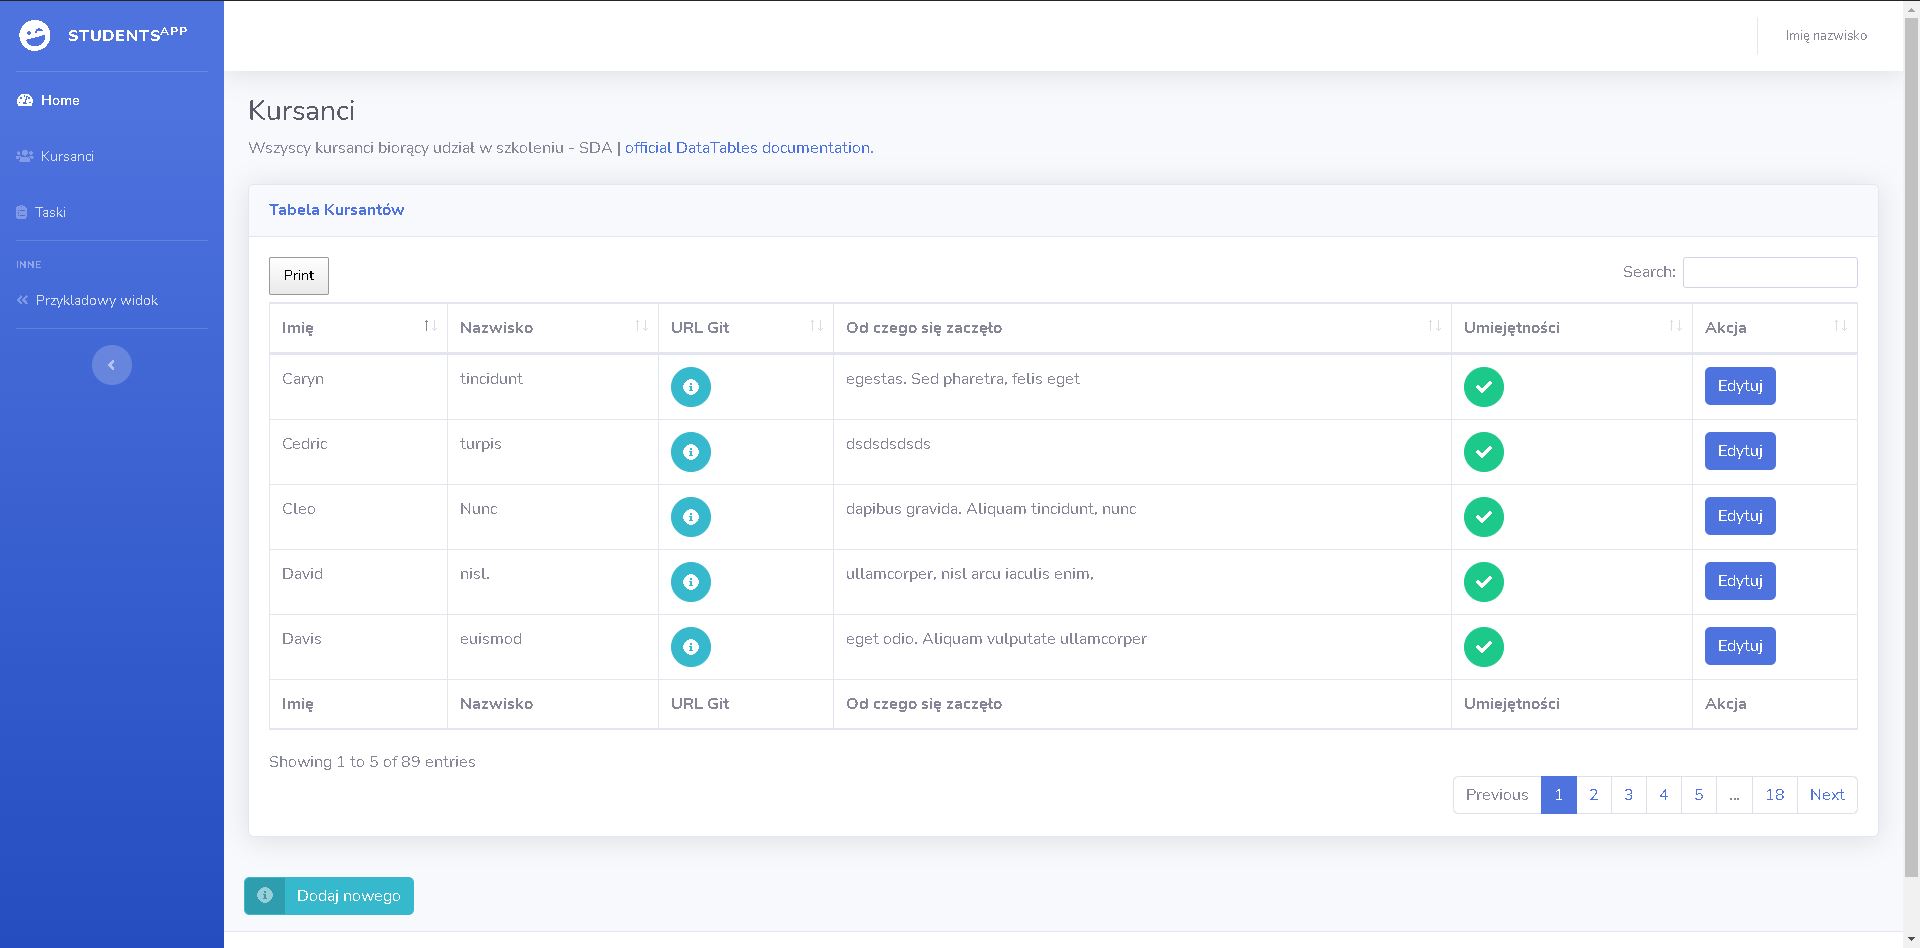 STUDENTSAPP
Imię nazwisko
Home
Kursanci
Taski
INNE
Przykladowy widok
Kursanci
Wszyscy kursanci biorący udział w szkoleniu - SDA | official DataTables documentation.
Tabela Kursantów
Print
Search:
Imię Nazwisko URL Git Od czego się zaczęło Umiejętności Akcja
Caryn tincidunt egestas. Sed pharetra, felis eget Edytuj
Cedric turpis dsdsdsdsds Edytuj
Cleo Nunc dapibus gravida. Aliquam tincidunt, nunc Edytuj
David nisl. ullamcorper, nisl arcu iaculis enim, Edytuj
Davis euismod eget odio. Aliquam vulputate ullamcorper Edytuj
Imię Nazwisko URL Git Od czego się zaczęło Umiejętności Akcja
Showing 1 to 5 of 89 entries
Previous 1 2 3 4 5 … 18 Next
Dodaj nowego